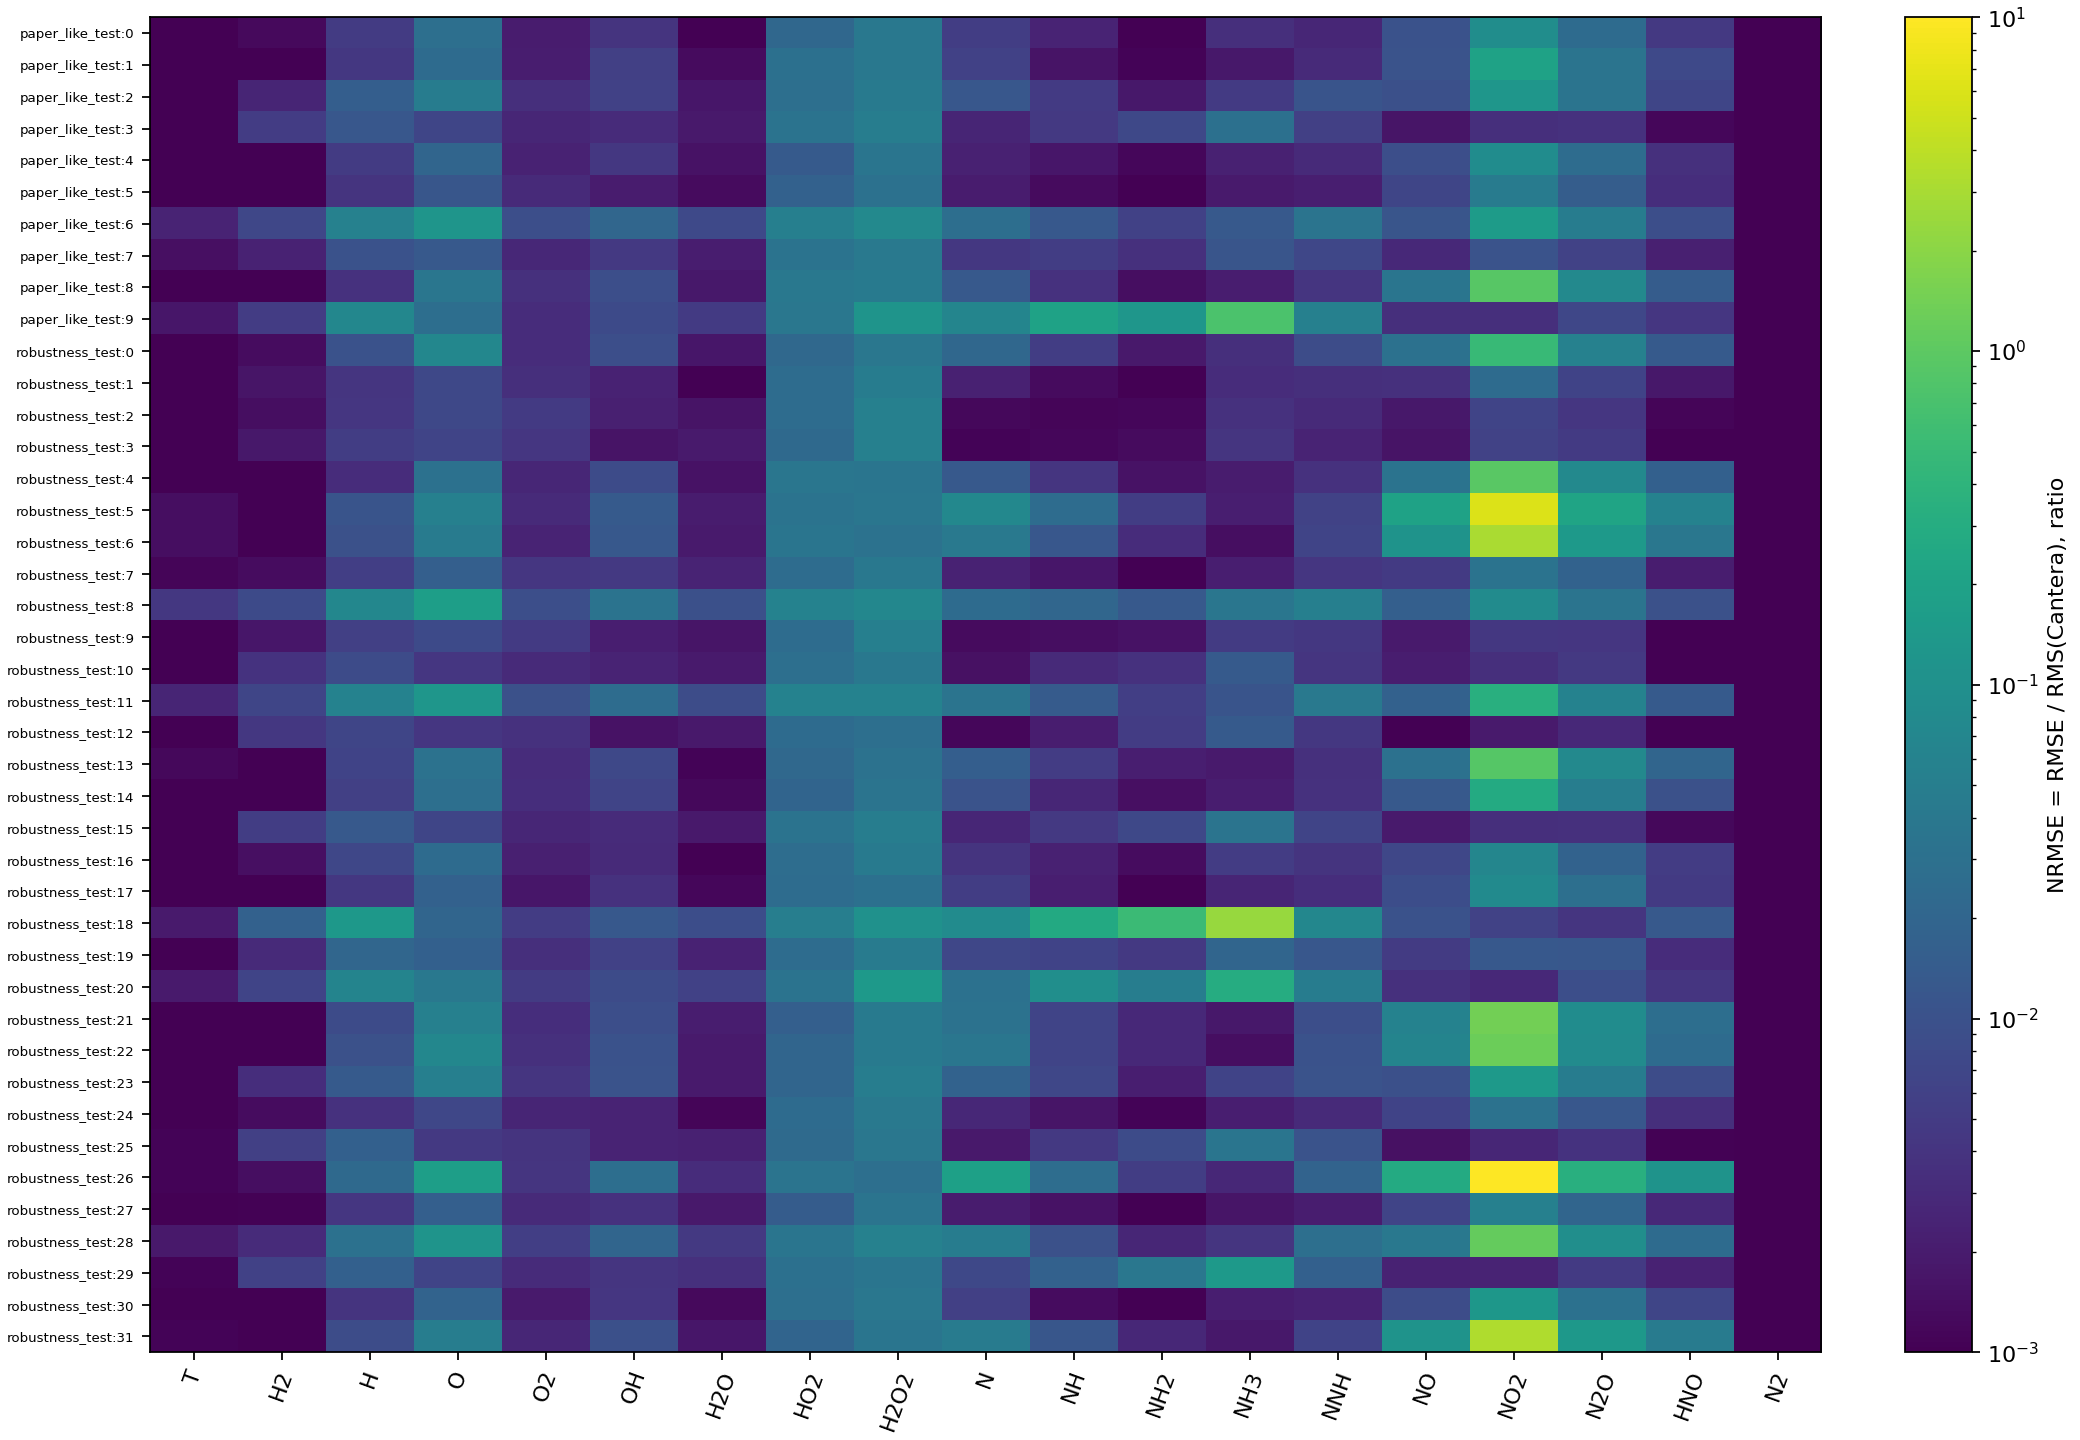 paper_like_test:0
paper_like_test:1
paper_like_test:2
paper_like_test:3
paper_like_test:4
paper_like_test:5
paper_like_test:6
paper_like_test:7
paper_like_test:8
paper_like_test:9
robustness_test:0
robustness_test:1
robustness_test:2
robustness_test:3
robustness_test:4
robustness_test:5
robustness_test:6
robustness_test:7
robustness_test:8
robustness_test:9
robustness_test:10
robustness_test:11
robustness_test:12
robustness_test:13
robustness_test:14
robustness_test:15
robustness_test:16
robustness_test:17
robustness_test:18
robustness_test:19
robustness_test:20
robustness_test:21
robustness_test:22
robustness_test:23
robustness_test:24
robustness_test:25
robustness_test:26
robustness_test:27
robustness_test:28
robustness_test:29
robustness_test:30
robustness_test:31
T
H2
H
O
O2
OH
H2O
HO2
H2O2
N
NH
NH2
NH3
NNH
NO
NO2
N2O
HNO
N2
10¹
10⁰
10⁻¹
10⁻²
10⁻³
NRMSE = RMSE / RMS(Cantera), ratio